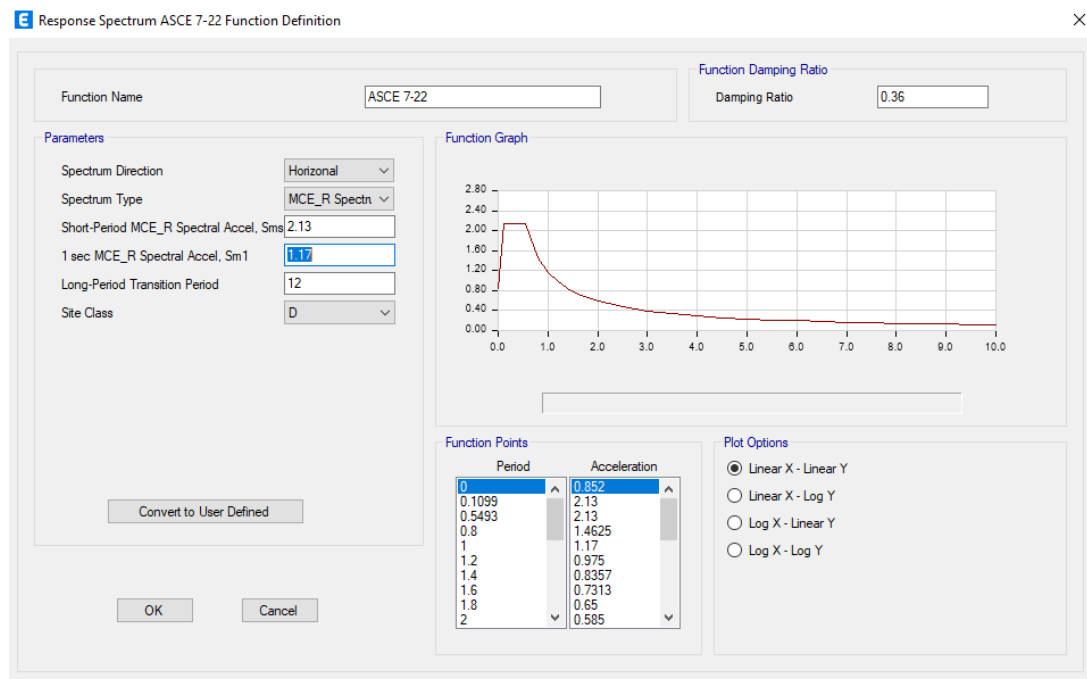 E Response Spectrum ASCE 7-22 Function Definition
Function Name ASCE 7-22
Function Damping Ratio
Damping Ratio 0.36
Parameters
Spectrum Direction Horizonal
Spectrum Type MCE_R Spectru
Short-Period MCE_R Spectral Accel, Sms 2.13
1 sec MCE_R Spectral Accel, Sm1 1.17
Long-Period Transition Period 12
Site Class D
Convert to User Defined
OK Cancel
Function Graph
2.80
2.40
2.00
1.60
1.20
0.80
0.40
0.00
0.0 1.0 2.0 3.0 4.0 5.0 6.0 7.0 8.0 9.0 10.0
Function Points
Period Acceleration
0 0.852
0.1099 2.13
0.5493 2.13
0.8 1.4625
1 1.17
1.2 0.975
1.4 0.8357
1.6 0.7313
1.8 0.65
2 0.585
Plot Options
Linear X - Linear Y
Linear X - Log Y
Log X - Linear Y
Log X - Log Y